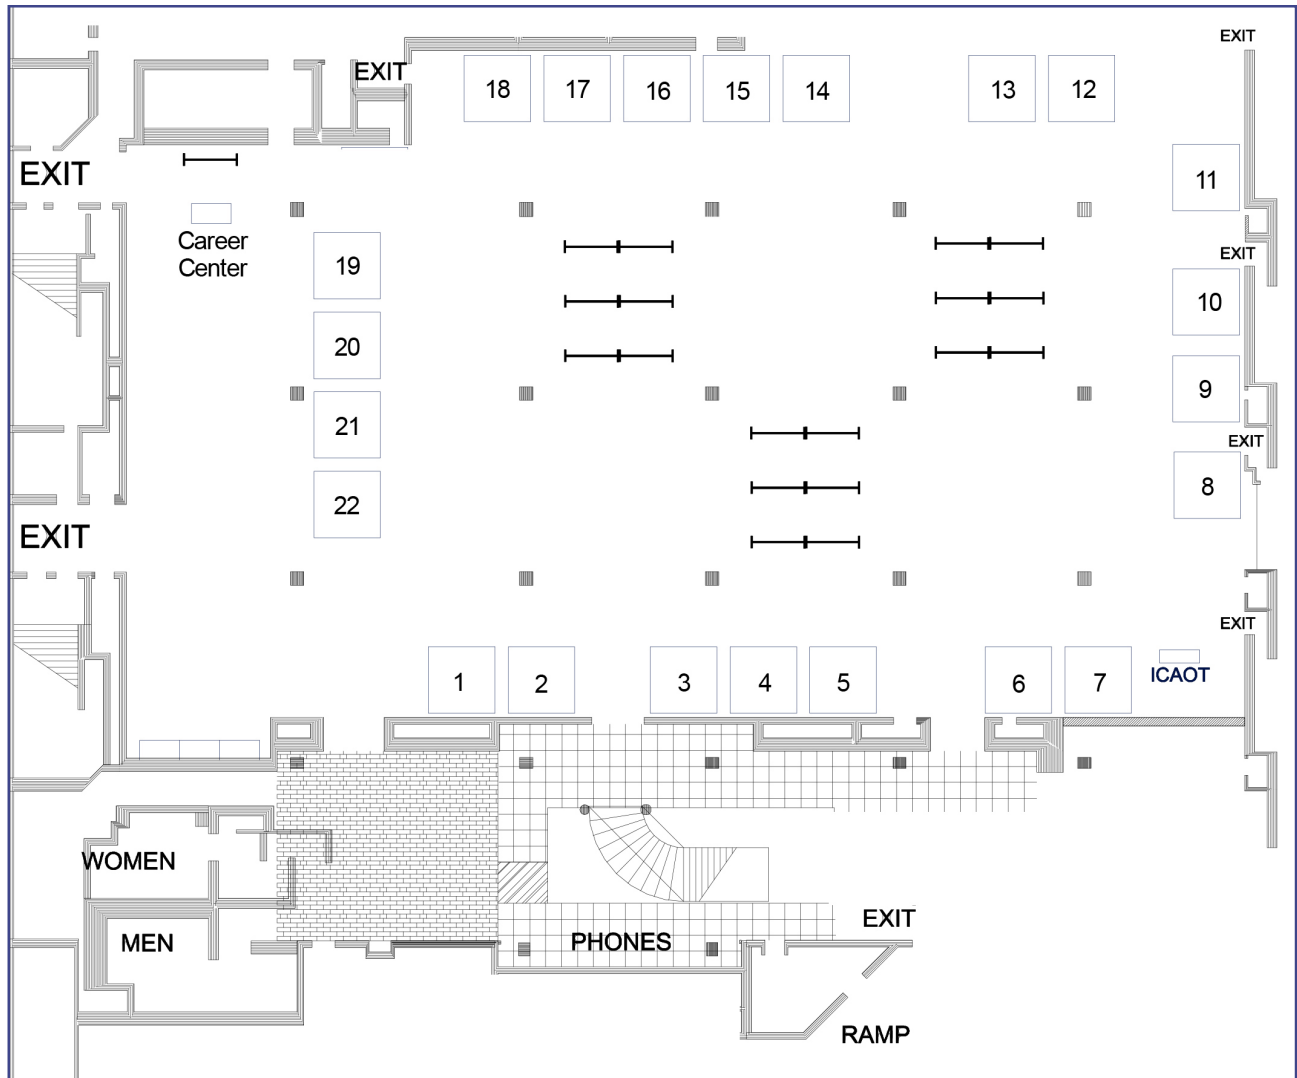 EXIT
EXIT
18 17 16 15 14 13 12
EXIT
11
Career
Center
EXIT
19
10
20
9
21
EXIT
8
22
EXIT
EXIT
ICAOT
1 2 3 4 5 6 7
WOMEN
EXIT
MEN
PHONES
RAMP